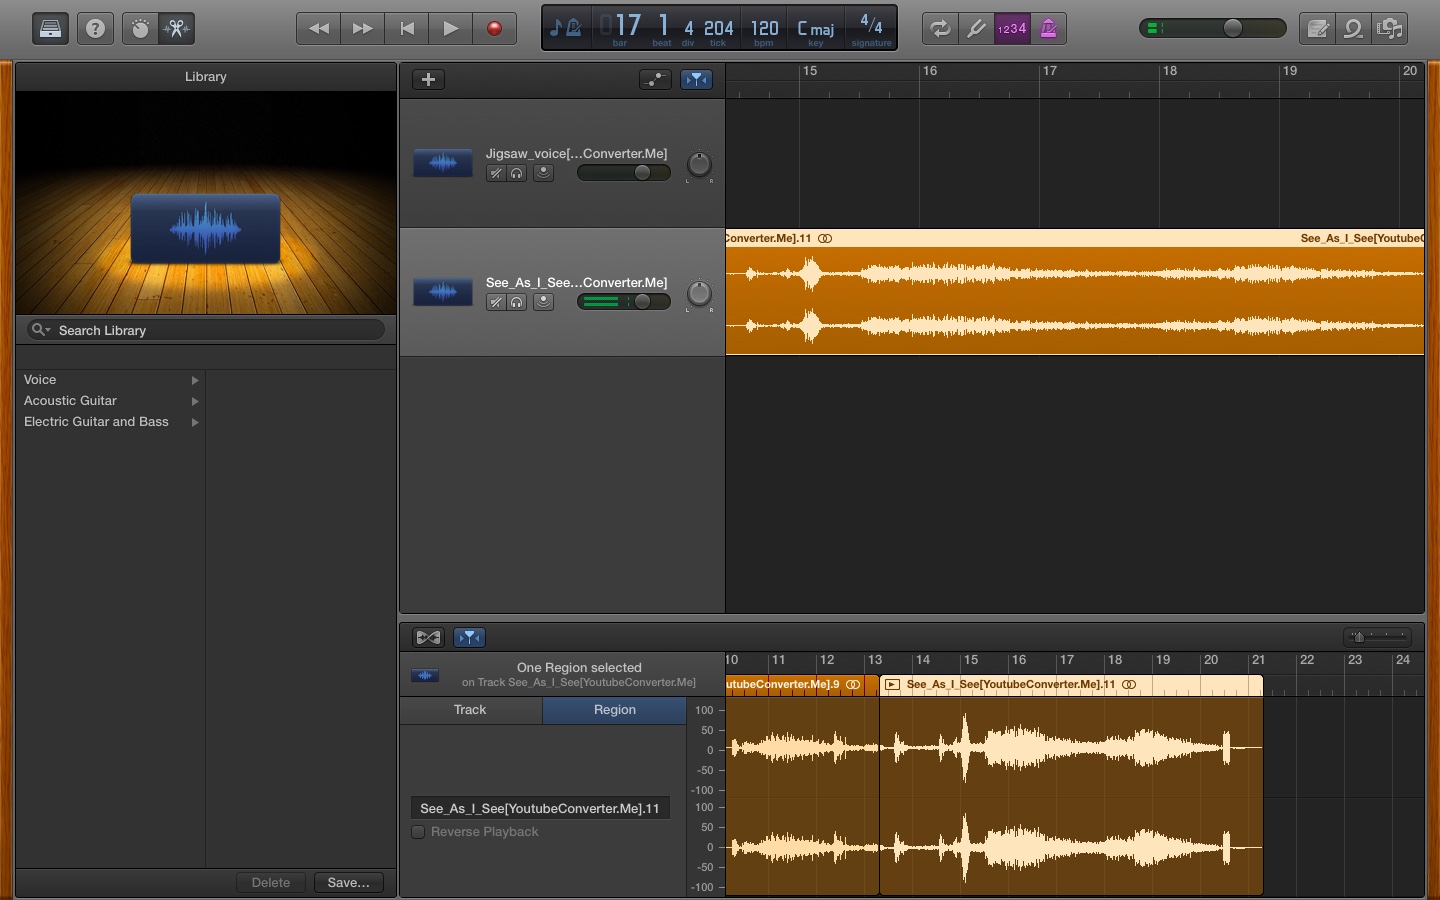 17 1 4 204 120 C maj 4/4
bar beat div tick bpm key signature
1234
Library
Search Library
Voice
Acoustic Guitar
Electric Guitar and Bass
Delete Save...
15 16 17 18 19 20
Jigsaw_voice[...Converter.Me]
L R
Converter.Me].11 See_As_I_See[YoutubeC
See_As_I_See...Converter.Me]
L R
10 11 12 13 14 15 16 17 18 19 20 21 22 23 24
One Region selected
on Track See_As_I_See[YoutubeConverter.Me]
utubeConverter.Me].9 See_As_I_See[YoutubeConverter.Me].11
Track Region
100
50
0
-50
-100
100
50
0
-50
-100
See_As_I_See[YoutubeConverter.Me].11
Reverse Playback